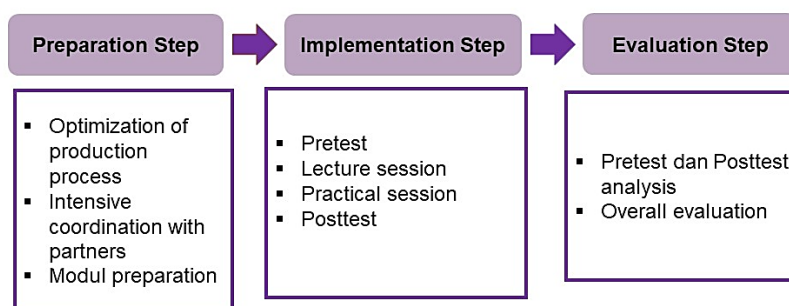 Preparation Step
Implementation Step
Evaluation Step
▪ Optimization of
production
process
▪ Intensive
coordination with
partners
▪ Modul preparation
▪ Pretest
▪ Lecture session
▪ Practical session
▪ Posttest
▪ Pretest dan Posttest
analysis
▪ Overall evaluation